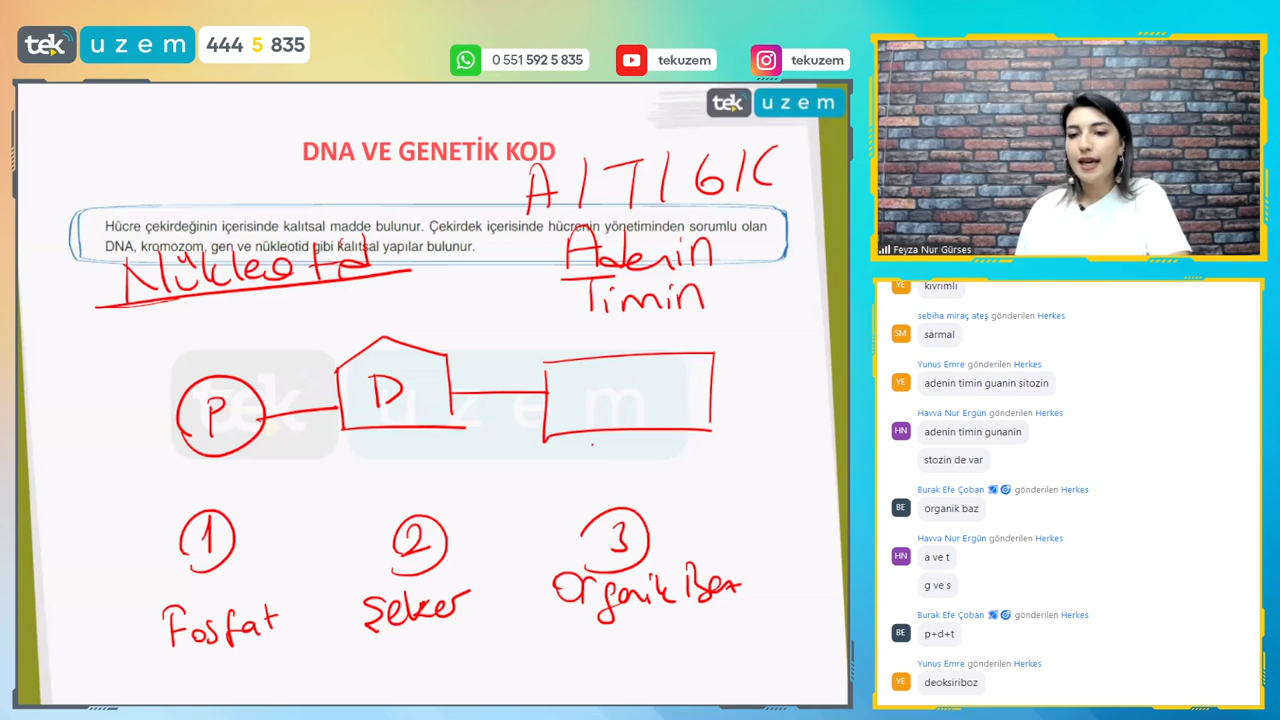 tek uzem 444 5 835
0 551 592 5 835
tekuzem
tekuzem
tek uzem
DNA VE GENETİK KOD
A / T / G / C
Hücre çekirdeğinin içerisinde kalıtsal madde bulunur. Çekirdek içerisinde hücrenin yönetiminden sorumlu olan
DNA, kromozom, gen ve nükleotid gibi kalıtsal yapılar bulunur.
Nükleotid
Adenin
Timin
P
D
tek uzem
1
2
3
Fosfat
Şeker
Organik Baz
Feyza Nur Gürses
YE
kıvrımlı
sebiha miraç ateş gönderilen Herkes
SM
sarmal
Yunus Emre gönderilen Herkes
YE
adenin timin guanin sitozin
Havva Nur Ergün gönderilen Herkes
HN
adenin timin gunanin
stozin de var
Burak Efe Çoban gönderilen Herkes
BE
organik baz
Havva Nur Ergün gönderilen Herkes
HN
a ve t
g ve s
Burak Efe Çoban gönderilen Herkes
BE
p+d+t
Yunus Emre gönderilen Herkes
YE
deoksiriboz